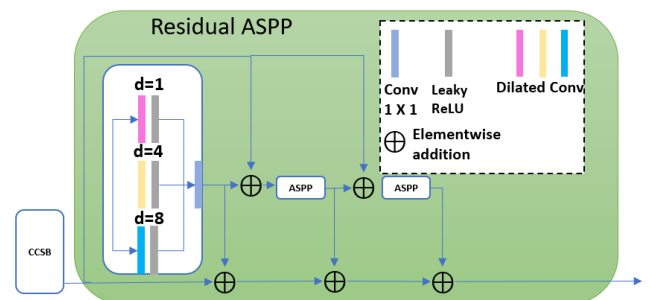 Residual ASPP
d=1
d=4
d=8
CCSB
ASPP
ASPP
Conv
1 X 1
Leaky
ReLU
Dilated Conv
Elementwise
addition